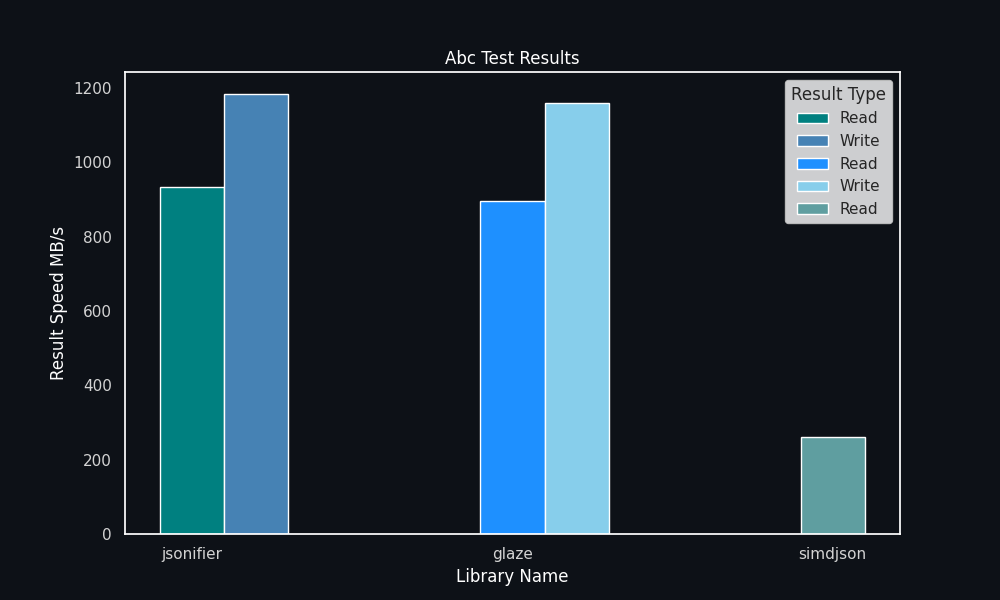 Abc Test Results
Result Type
Read
Write
Read
Write
Read
Result Speed MB/s
1200
1000
800
600
400
200
0
jsonifier
glaze
simdjson
Library Name